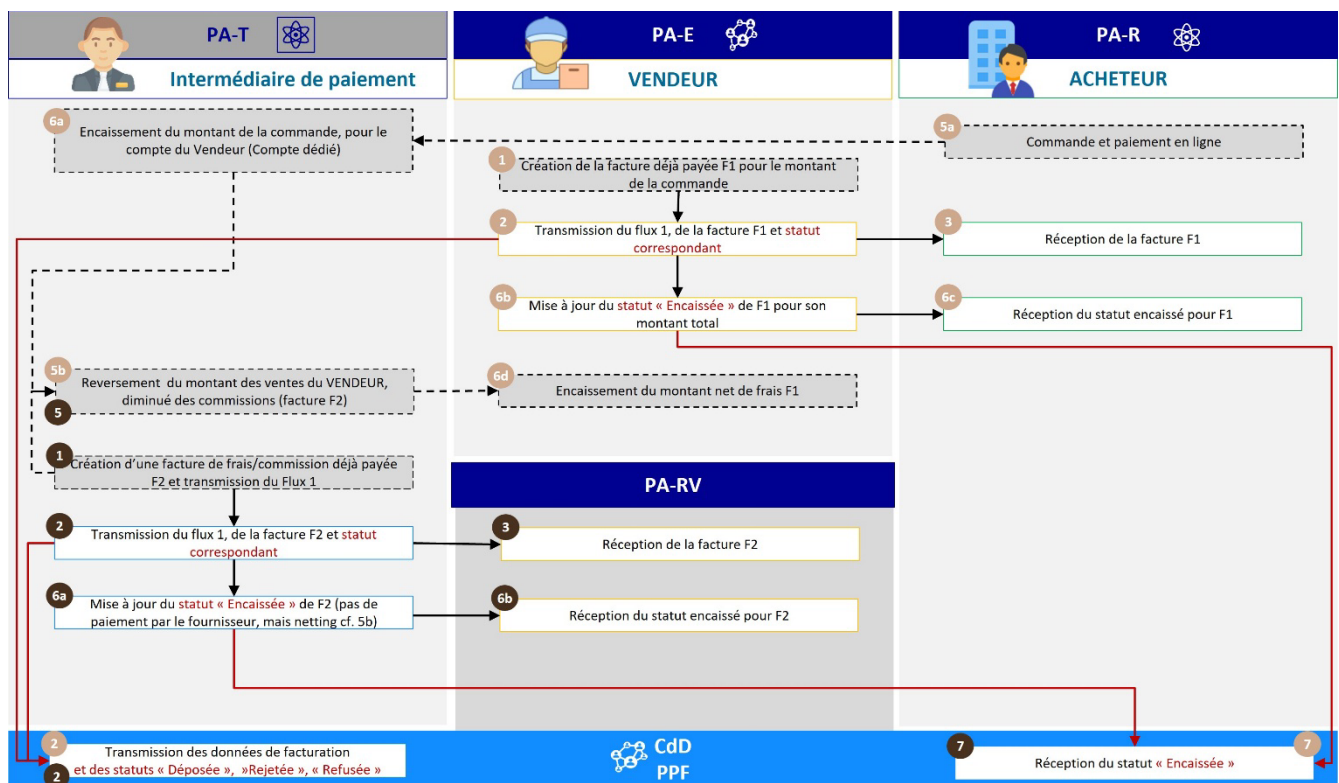 PA-T
Intermédiaire de paiement
PA-E
VENDEUR
PA-R
ACHETEUR
6a
Encaissement du montant de la commande, pour le
compte du Vendeur (Compte dédié)
5a
Commande et paiement en ligne
1
Création de la facture déjà payée F1 pour le montant
de la commande
2
Transmission du flux 1, de la facture F1 et statut
correspondant
3
Réception de la facture F1
6b
Mise à jour du statut « Encaissée » de F1 pour son
montant total
6c
Réception du statut encaissé pour F1
5b
Reversement du montant des ventes du VENDEUR,
diminué des commissions (facture F2)
5
6d
Encaissement du montant net de frais F1
1
Création d'une facture de frais/commission déjà payée
F2 et transmission du Flux 1
PA-RV
2
Transmission du flux 1, de la facture F2 et statut
correspondant
3
Réception de la facture F2
6a
Mise à jour du statut « Encaissée » de F2 (pas de
paiement par le fournisseur, mais netting cf. 5b)
6b
Réception du statut encaissé pour F2
2
Transmission des données de facturation
et des statuts « Déposée », »Rejetée », « Refusée »
2
CdD
PPF
7
Réception du statut « Encaissée »
7